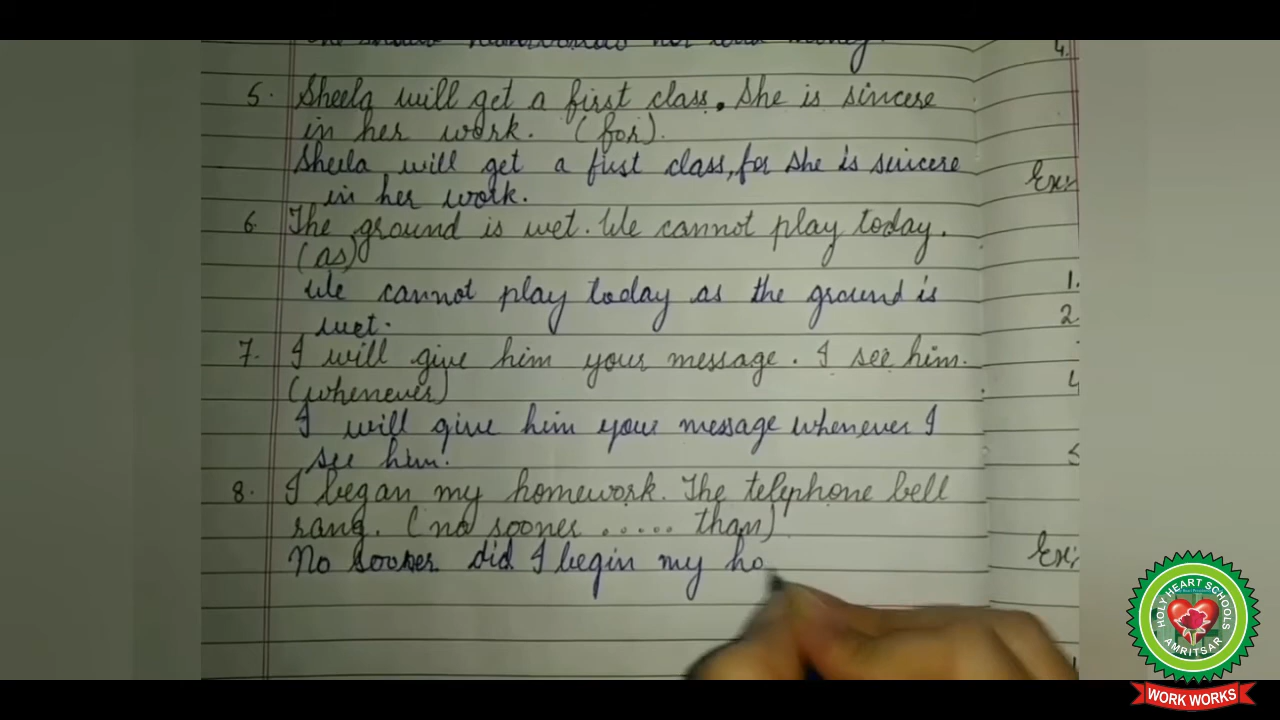 5. Sheela will get a first class. She is sincere
in her work. (for).
Sheela will get a first class, for she is sincere
in her work.
6. The ground is wet. We cannot play today.
(as)
We cannot play today as the ground is
wet.
7. I will give him your message. I see him.
(whenever)
I will give him your message whenever I
see him.
8. I began my homework. The telephone bell
rang. (no sooner ..... than)
No sooner did I begin my ho
4.
Ex:
1.
2
4
5
Ex:
HOLY HEART SCHOOLS
AMRITSAR
WORK WORKS